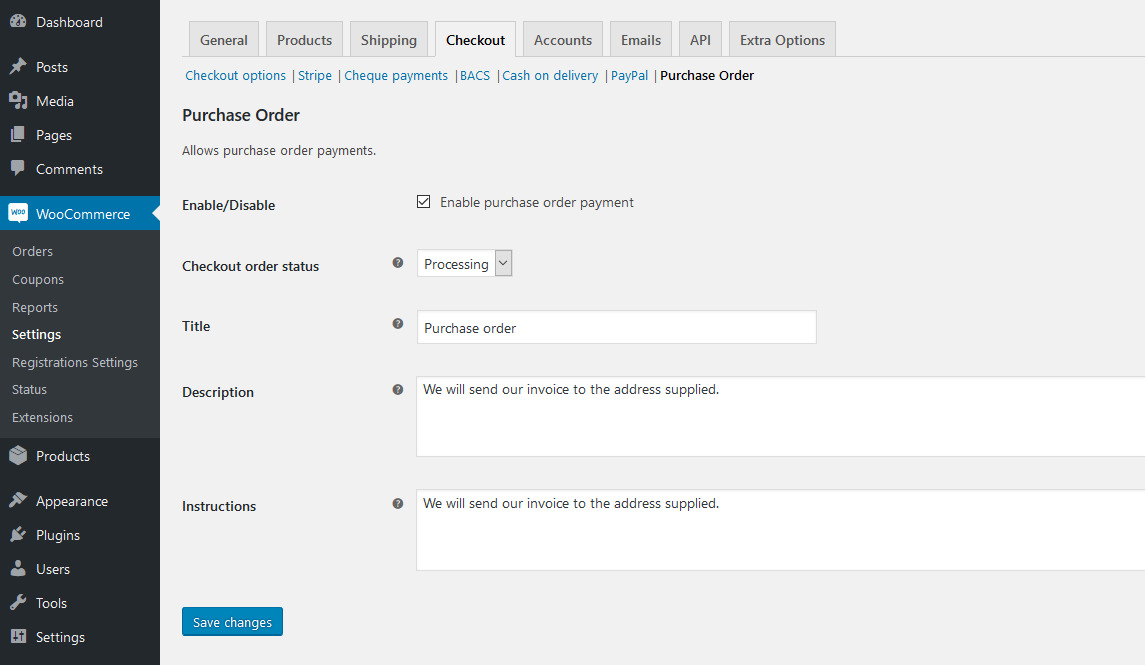 Dashboard
Posts
Media
Pages
Comments
Woo WooCommerce
Orders
Coupons
Reports
Settings
Registrations Settings
Status
Extensions
Products
Appearance
Plugins
Users
Tools
Settings
General Products Shipping Checkout Accounts Emails API Extra Options
Checkout options | Stripe | Cheque payments | BACS | Cash on delivery | PayPal | Purchase Order
Purchase Order
Allows purchase order payments.
Enable/Disable Enable purchase order payment
Checkout order status ? Processing
Title ? Purchase order
Description ? We will send our invoice to the address supplied.
Instructions ? We will send our invoice to the address supplied.
Save changes